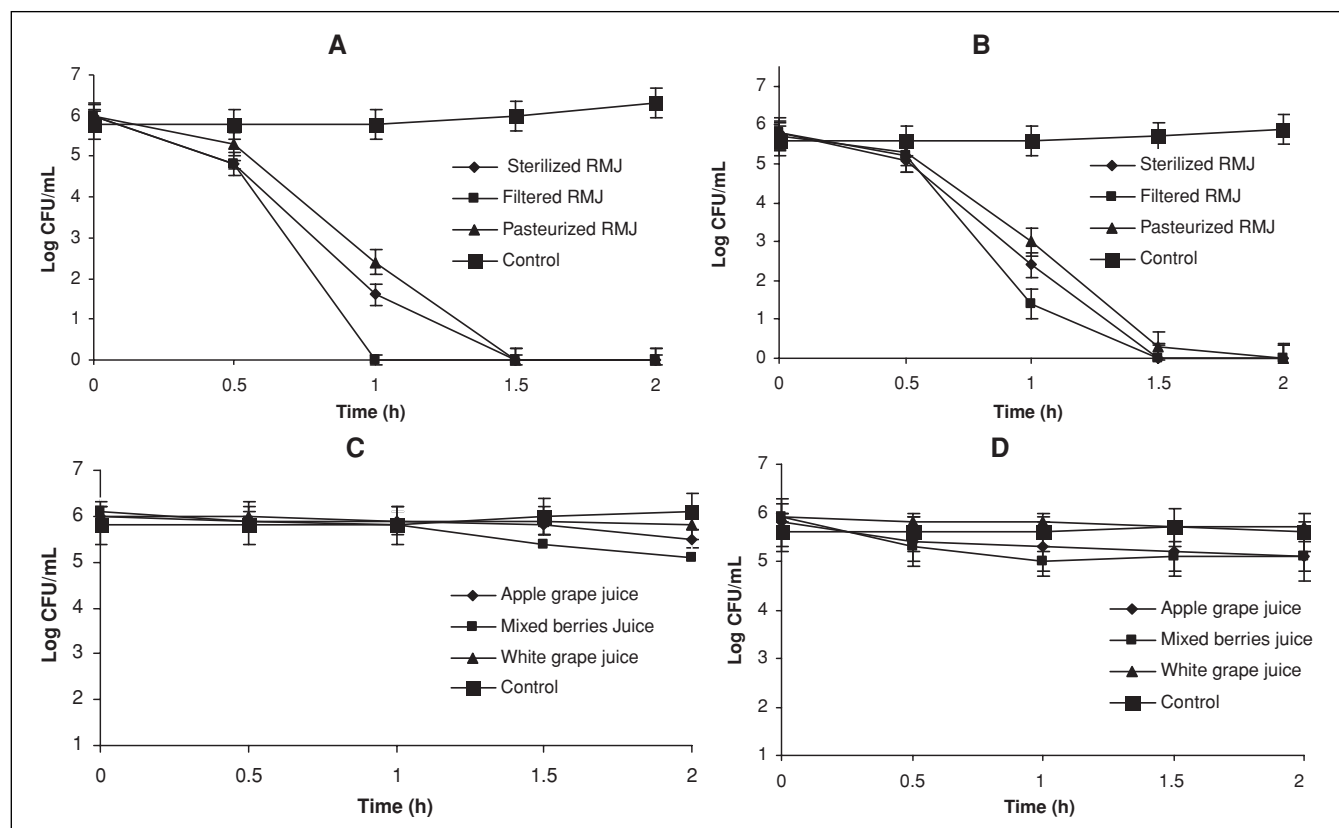 A
Log CFU/mL
7
6
5
4
3
2
1
0
0 0.5 1 1.5 2
Time (h)
Sterilized RMJ
Filtered RMJ
Pasteurized RMJ
Control
B
Log CFU/mL
7
6
5
4
3
2
1
0
0 0.5 1 1.5 2
Time (h)
Sterilized RMJ
Filtered RMJ
Pasteurized RMJ
Control
C
Log CFU/mL
7
6
5
4
3
2
1
0 0.5 1 1.5 2
Time (h)
Apple grape juice
Mixed berries Juice
White grape juice
Control
D
Log CFU/mL
7
6
5
4
3
2
1
0 0.5 1 1.5 2
Time (h)
Apple grape juice
Mixed berries juice
White grape juice
Control